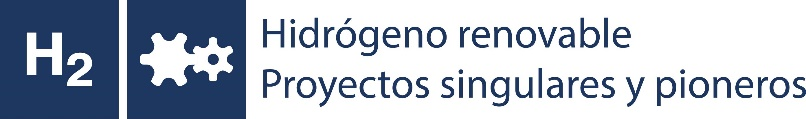 H2
Hidrógeno renovable
Proyectos singulares y pioneros